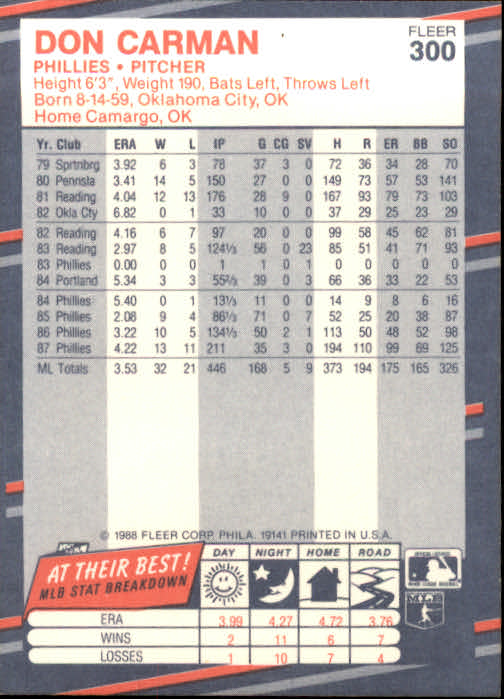 DON CARMAN
FLEER
300
PHILLIES • PITCHER
Height 6'3", Weight 190, Bats Left, Throws Left
Born 8-14-59, Oklahoma City, OK
Home Camargo, OK
Yr. Club ERA W L IP G CG SV H R ER BB SO
79 Sprtnbrg 3.92 6 3 78 37 3 0 72 36 34 28 70
80 Pennsla 3.41 14 5 150 27 0 0 149 73 57 53 141
81 Reading 4.04 12 13 176 28 9 0 167 93 79 73 103
82 Okla Cty 6.82 0 1 33 10 0 0 37 29 25 23 29
82 Reading 4.16 6 7 97 20 0 0 99 58 45 62 81
83 Reading 2.97 8 5 124⅓ 56 0 23 85 51 41 71 93
83 Phillies 0.00 0 0 1 1 0 1 0 0 0 0 0
84 Portland 5.34 3 3 55⅔ 39 0 3 66 36 33 22 53
84 Phillies 5.40 0 1 13⅓ 11 0 0 14 9 8 6 16
85 Phillies 2.08 9 4 86⅓ 71 0 7 52 25 20 38 87
86 Phillies 3.22 10 5 134⅓ 50 2 1 113 50 48 52 98
87 Phillies 4.22 13 11 211 35 3 0 194 110 99 69 125
ML Totals 3.53 32 21 446 168 5 9 373 194 175 165 326
© 1988 FLEER CORP. PHILA. 19141 PRINTED IN U.S.A.
AT THEIR BEST!
MLB STAT BREAKDOWN
DAY NIGHT HOME ROAD
ERA 3.99 4.27 4.72 3.76
WINS 2 11 6 7
LOSSES 1 10 7 4
MLB